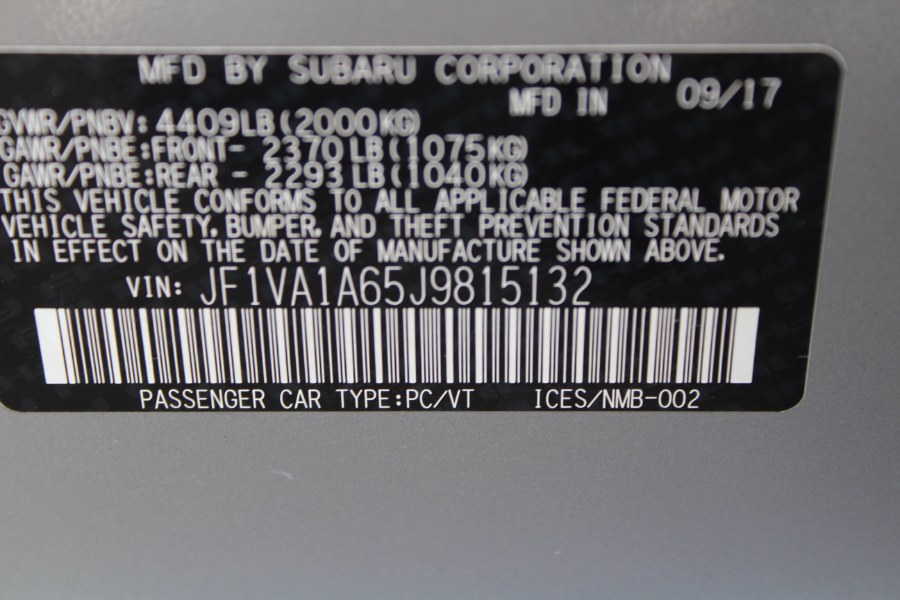 MFD BY SUBARU CORPORATION
MFD IN 09/17
GVWR/PNBV: 4409LB(2000KG)
GAWR/PNBE:FRONT- 2370LB(1075KG)
GAWR/PNBE:REAR - 2293LB(1040KG)
THIS VEHICLE CONFORMS TO ALL APPLICABLE FEDERAL MOTOR
VEHICLE SAFETY, BUMPER, AND THEFT PREVENTION STANDARDS
IN EFFECT ON THE DATE OF MANUFACTURE SHOWN ABOVE.
VIN: JF1VA1A65J9815132
PASSENGER CAR TYPE:PC/VT ICES/NMB-002